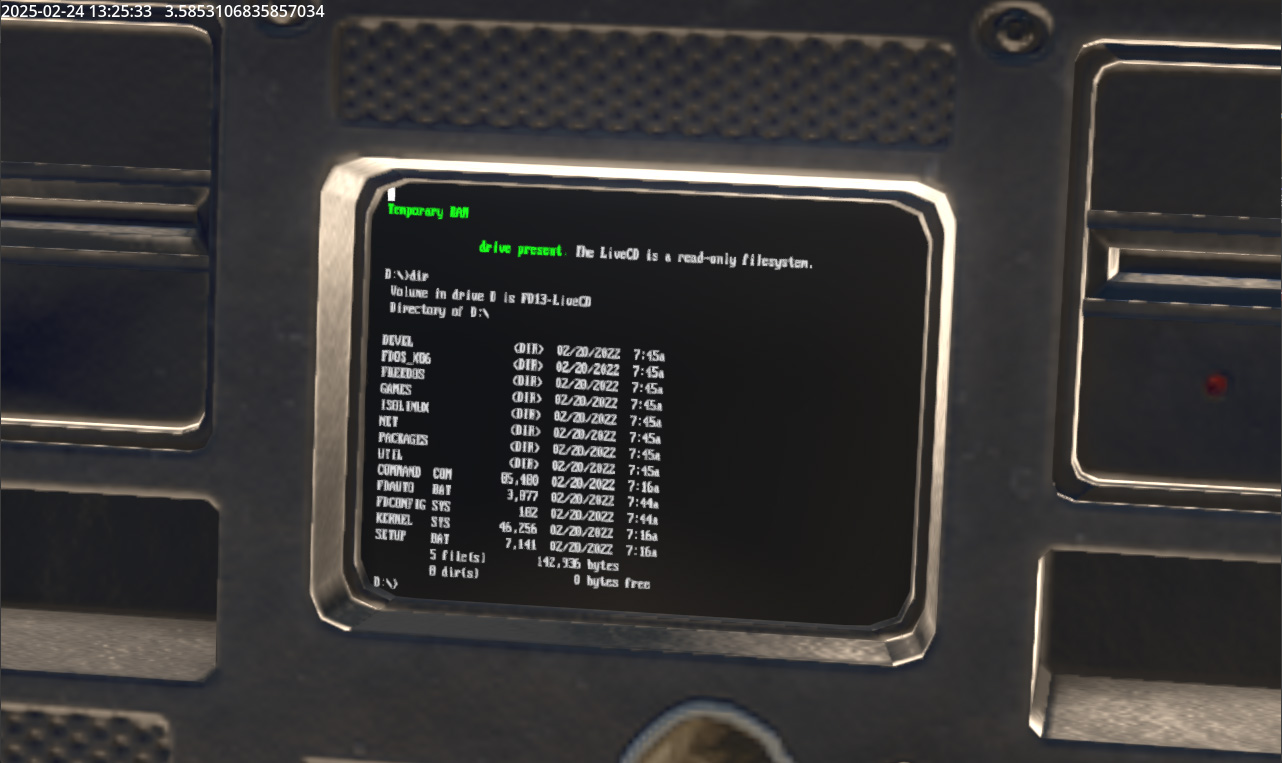 2025-02-24 13:25:33 3.5853106835857034
Temporary RAM
drive present. The LiveCD is a read-only filesystem.
D:\>dir
Volume in drive D is FD13-LiveCD
Directory of D:\
DEVEL <DIR> 02/20/2022 7:45a
FDOS_X86 <DIR> 02/20/2022 7:45a
FREEDOS <DIR> 02/20/2022 7:45a
GAMES <DIR> 02/20/2022 7:45a
ISOLINUX <DIR> 02/20/2022 7:45a
NET <DIR> 02/20/2022 7:45a
PACKAGES <DIR> 02/20/2022 7:45a
UTIL <DIR> 02/20/2022 7:45a
COMMAND COM 85,480 02/20/2022 7:16a
FDAUTO BAT 3,877 02/20/2022 7:44a
FDCONFIG SYS 182 02/20/2022 7:44a
KERNEL SYS 46,256 02/20/2022 7:16a
SETUP BAT 7,141 02/20/2022 7:16a
5 file(s) 142,936 bytes
8 dir(s) 0 bytes free
D:\>